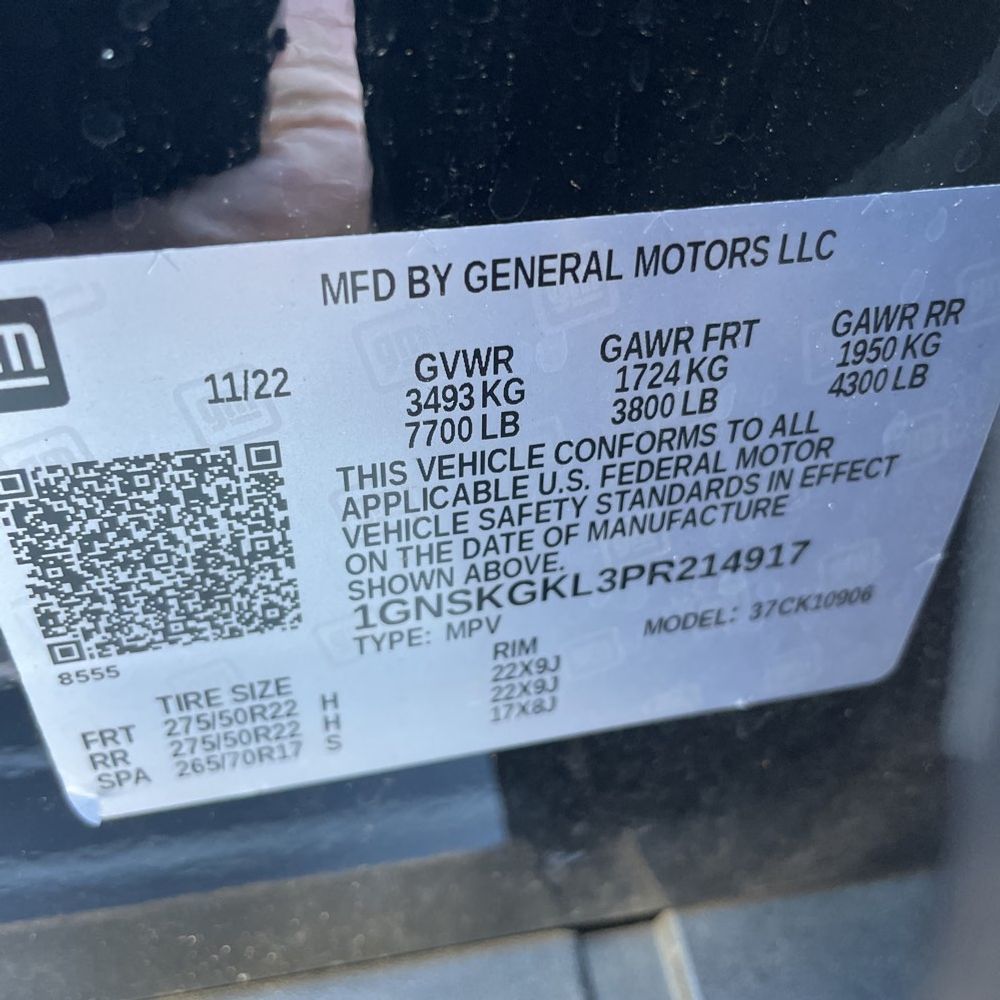 MFD BY GENERAL MOTORS LLC
GM
11/22
GVWR
3493 KG
7700 LB
GAWR FRT
1724 KG
3800 LB
GAWR RR
1950 KG
4300 LB
THIS VEHICLE CONFORMS TO ALL
APPLICABLE U.S. FEDERAL MOTOR
VEHICLE SAFETY STANDARDS IN EFFECT
ON THE DATE OF MANUFACTURE
SHOWN ABOVE.
1GNSKGKL3PR214917
TYPE: MPV MODEL: 37CK10906
8555
TIRE SIZE RIM
FRT 275/50R22 H 22X9J
RR 275/50R22 H 22X9J
SPA 265/70R17 S 17X8J